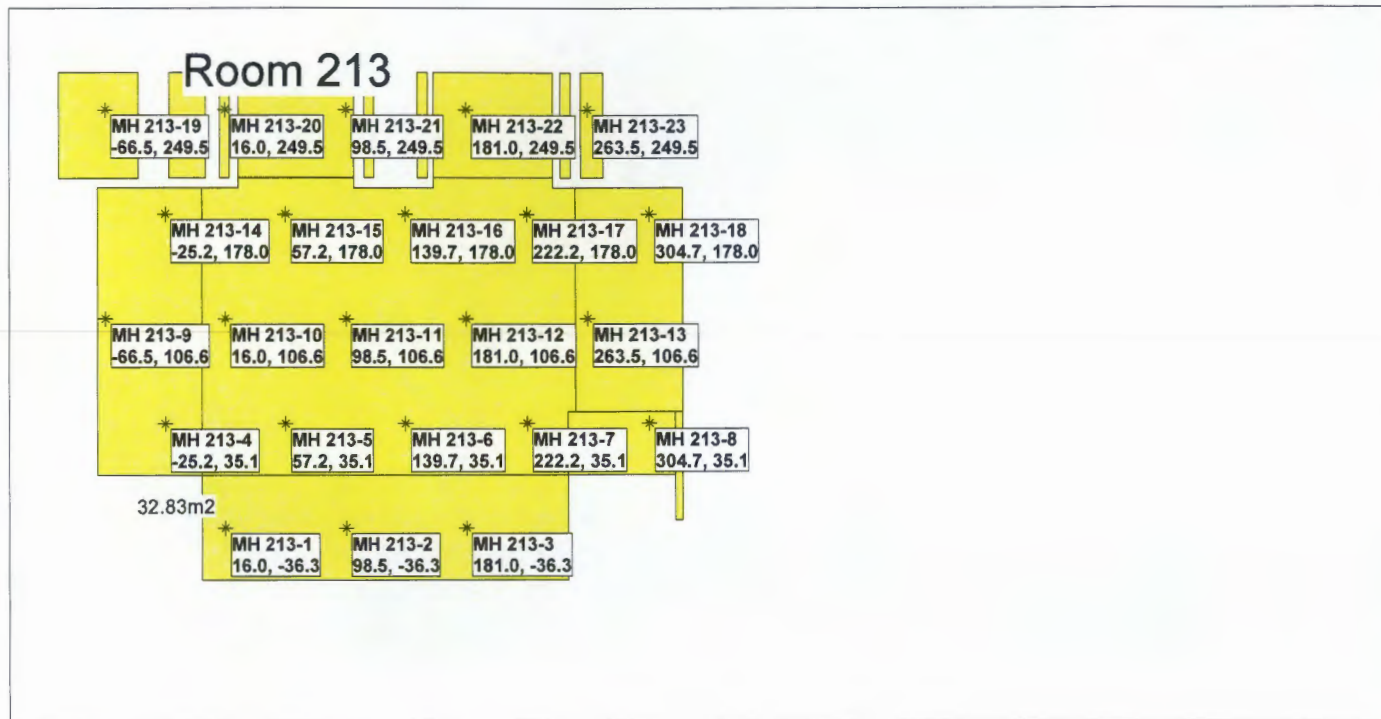 Room 213
MH 213-19
-66.5, 249.5
MH 213-20
16.0, 249.5
MH 213-21
98.5, 249.5
MH 213-22
181.0, 249.5
MH 213-23
263.5, 249.5
MH 213-14
-25.2, 178.0
MH 213-15
57.2, 178.0
MH 213-16
139.7, 178.0
MH 213-17
222.2, 178.0
MH 213-18
304.7, 178.0
MH 213-9
-66.5, 106.6
MH 213-10
16.0, 106.6
MH 213-11
98.5, 106.6
MH 213-12
181.0, 106.6
MH 213-13
263.5, 106.6
MH 213-4
-25.2, 35.1
MH 213-5
57.2, 35.1
MH 213-6
139.7, 35.1
MH 213-7
222.2, 35.1
MH 213-8
304.7, 35.1
32.83m2
MH 213-1
16.0, -36.3
MH 213-2
98.5, -36.3
MH 213-3
181.0, -36.3